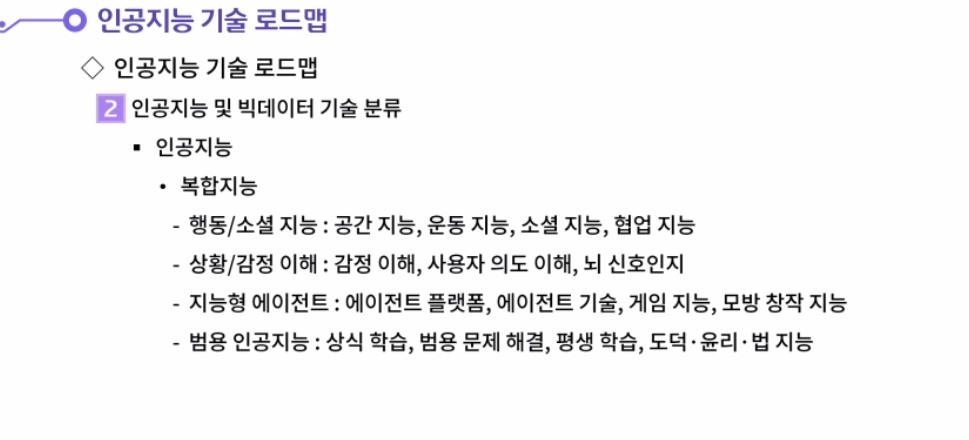 인공지능 기술 로드맵
◇ 인공지능 기술 로드맵
2 인공지능 및 빅데이터 기술 분류
▪ 인공지능
• 복합지능
- 행동/소셜 지능 : 공간 지능, 운동 지능, 소셜 지능, 협업 지능
- 상황/감정 이해 : 감정 이해, 사용자 의도 이해, 뇌 신호인지
- 지능형 에이전트 : 에이전트 플랫폼, 에이전트 기술, 게임 지능, 모방 창작 지능
- 범용 인공지능 : 상식 학습, 범용 문제 해결, 평생 학습, 도덕·윤리·법 지능